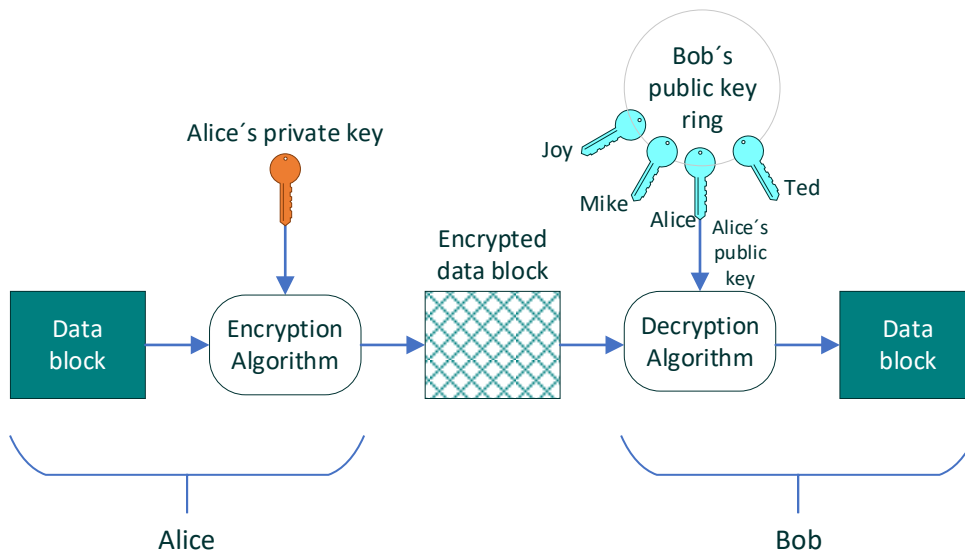 Bob´s
public key
ring
Alice´s private key
Joy
Mike
Alice
Ted
Alice´s
public
key
Encrypted
data block
Data
block
Encryption
Algorithm
Decryption
Algorithm
Data
block
Alice
Bob